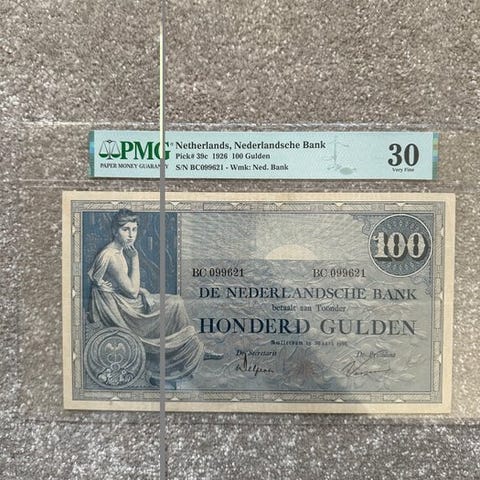 PMG
PAPER MONEY GUARANTY
Netherlands, Nederlandsche Bank
Pick# 39c 1926 100 Gulden
S/N BC099621 - Wmk: Ned. Bank
30
Very Fine
100
BC 099621 BC 099621
DE NEDERLANDSCHE BANK
betaalt aan Toonder
HONDERD GULDEN
De Secretaris De President